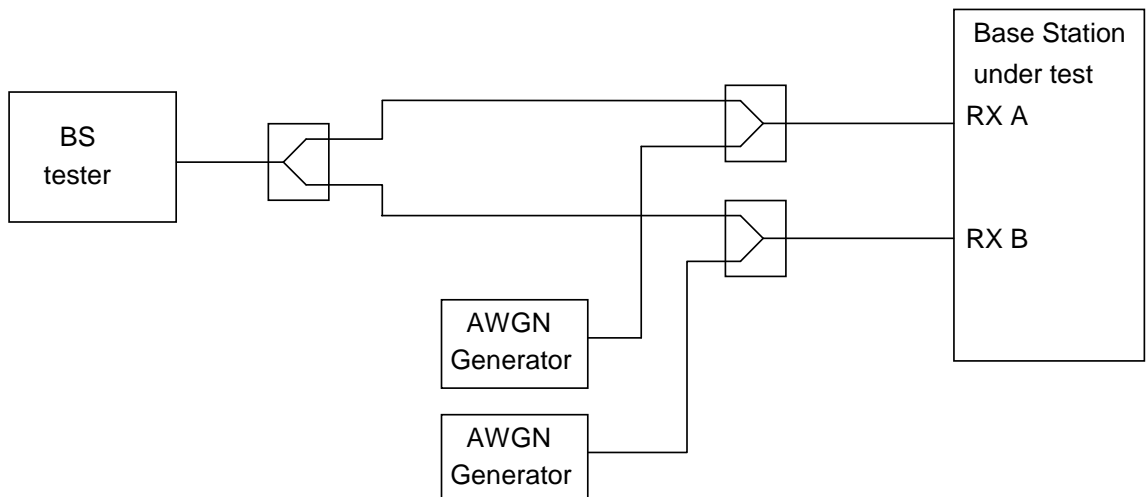 BS
tester
Base Station
under test
RX A
RX B
AWGN
Generator
AWGN
Generator